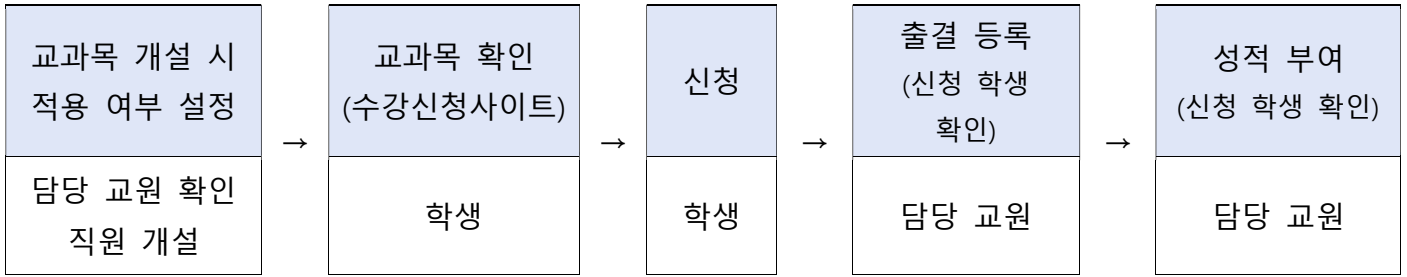 교과목 개설 시
적용 여부 설정
담당 교원 확인
직원 개설
→
교과목 확인
(수강신청사이트)
학생
→
신청
학생
→
출결 등록
(신청 학생
확인)
담당 교원
→
성적 부여
(신청 학생 확인)
담당 교원